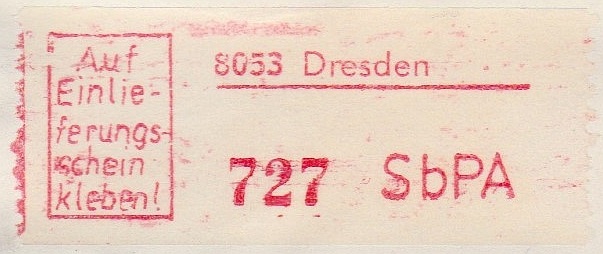 Auf
Einlie-
ferungs-
schein
kleben!
8053 Dresden
727 SbPA